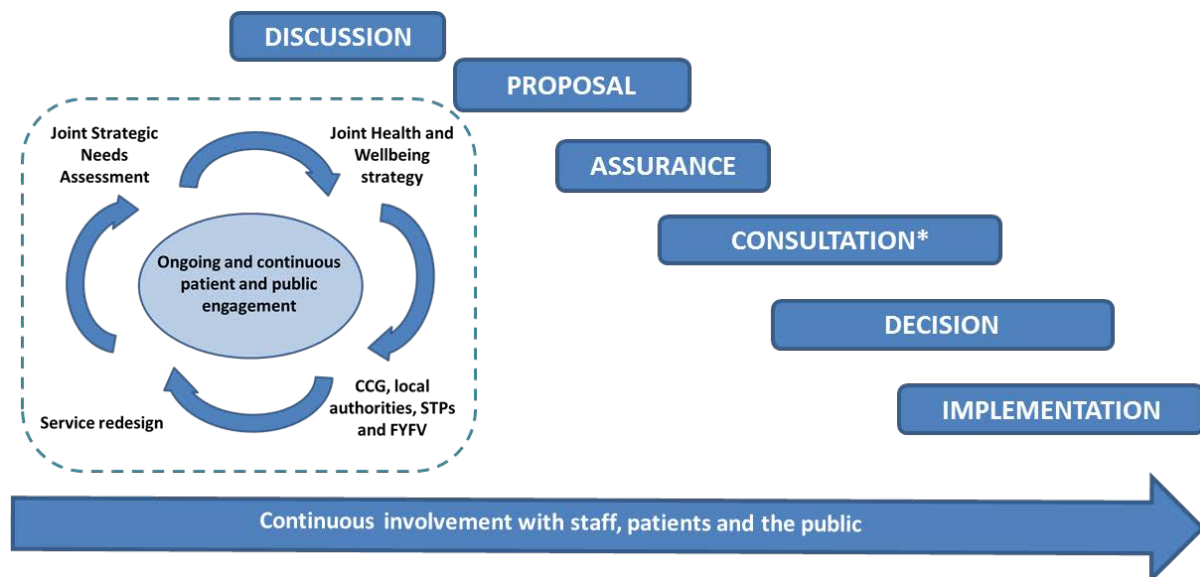 DISCUSSION
PROPOSAL
ASSURANCE
CONSULTATION*
DECISION
IMPLEMENTATION
Joint Strategic
Needs
Assessment
Joint Health and
Wellbeing
strategy
Ongoing and continuous
patient and public
engagement
CCG, local
authorities, STPs
and FYFV
Service redesign
Continuous involvement with staff, patients and the public